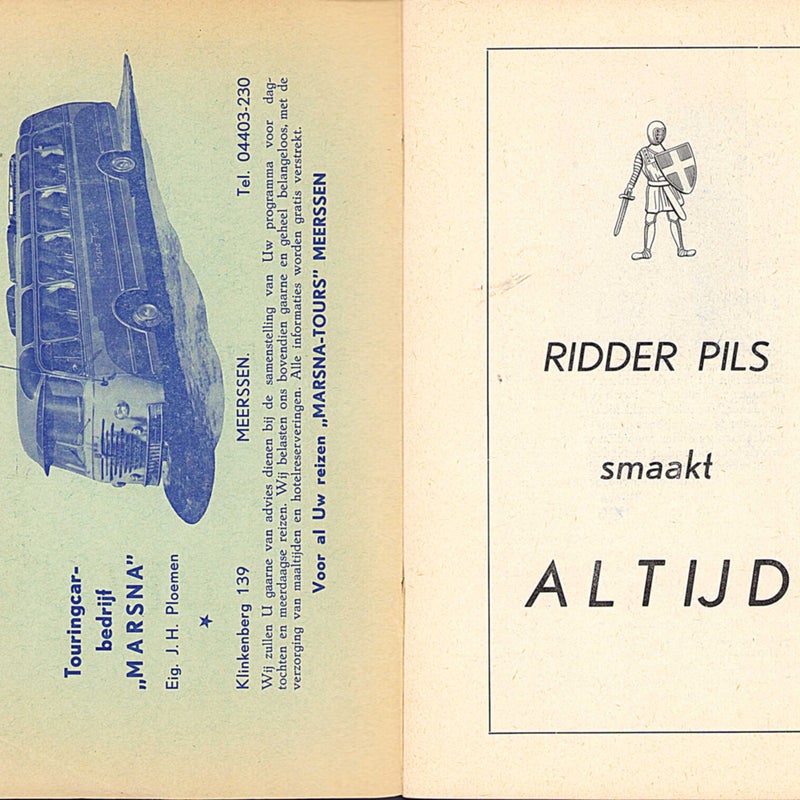 Touringcar-
bedrijf
„MARSNA”
Eig. J. H. Ploemen
Klinkenberg 139 MEERSSEN. Tel. 04403-230
Wij zullen U gaarne van advies dienen bij de samenstelling van Uw programma voor dag-
tochten en meerdaagse reizen. Wij belasten ons bovendien gaarne en geheel belangeloos, met de
verzorging van maaltijden en hotelreserveringen. Alle informaties worden gratis verstrekt.
Voor al Uw reizen „MARSNA-TOURS” MEERSSEN
RIDDER PILS
smaakt
ALTIJD